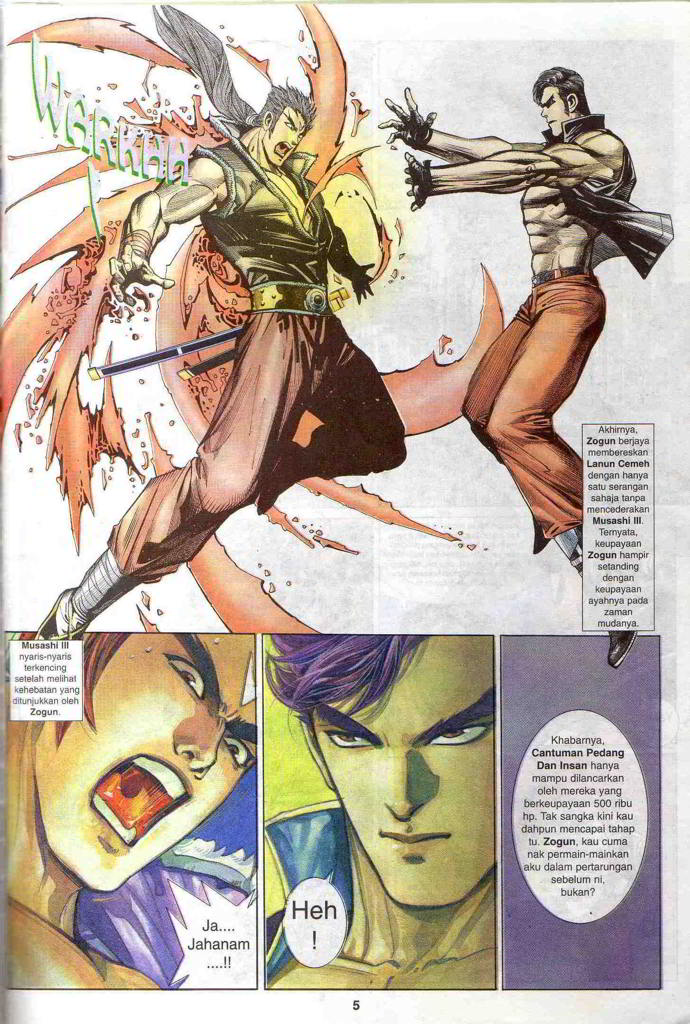 WARKHH
!
Akhirnya,
Zogun berjaya
membereskan
Lanun Cemeh
dengan hanya
satu serangan
sahaja tanpa
mencederakan
Musashi III.
Ternyata,
keupayaan
Zogun hampir
setanding
dengan
keupayaan
ayahnya pada
zaman
mudanya.
Musashi III
nyaris-nyaris
terkencing
setelah melihat
kehebatan yang
ditunjukkan oleh
Zogun.
Ja....
Jahanam
....!!
Heh
!
Khabarnya,
Cantuman Pedang
Dan Insan hanya
mampu dilancarkan
oleh mereka yang
berkeupayaan 500 ribu
hp. Tak sangka kini kau
dahpun mencapai tahap
tu. Zogun, kau cuma
nak permain-mainkan
aku dalam pertarungan
sebelum ni,
bukan?
5